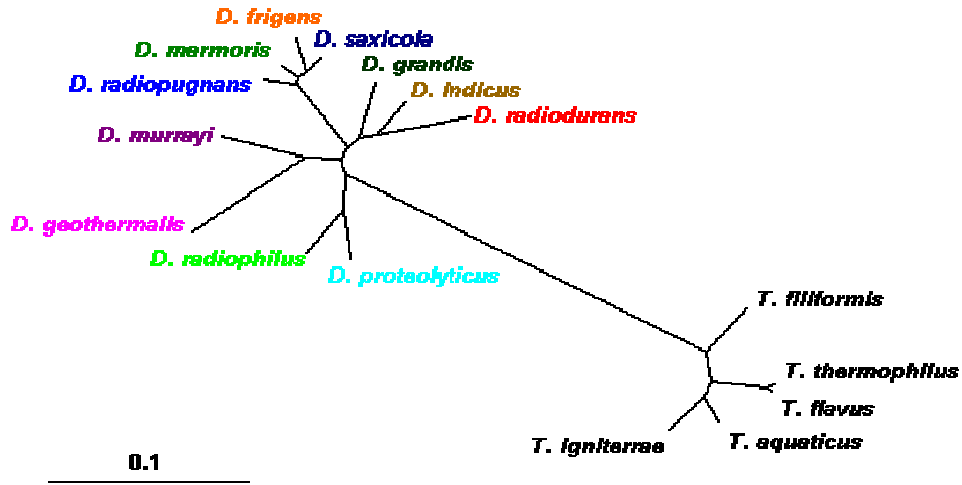 D. frigens
D. saxicola
D. marmoris
D. grandis
D. radiopugnans
D. indicus
D. radiodurans
D. murrayi
D. geothermalis
D. radiophilus
D. proteolyticus
T. filiformis
T. thermophilus
T. flavus
T. aquaticus
T. igniterrae
0.1